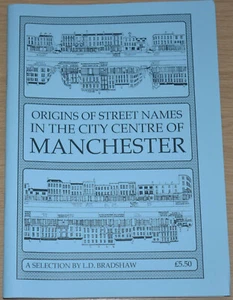 ORIGINS OF STREET NAMES
IN THE CITY CENTRE OF
MANCHESTER
A SELECTION BY L.D. BRADSHAW
£5.50